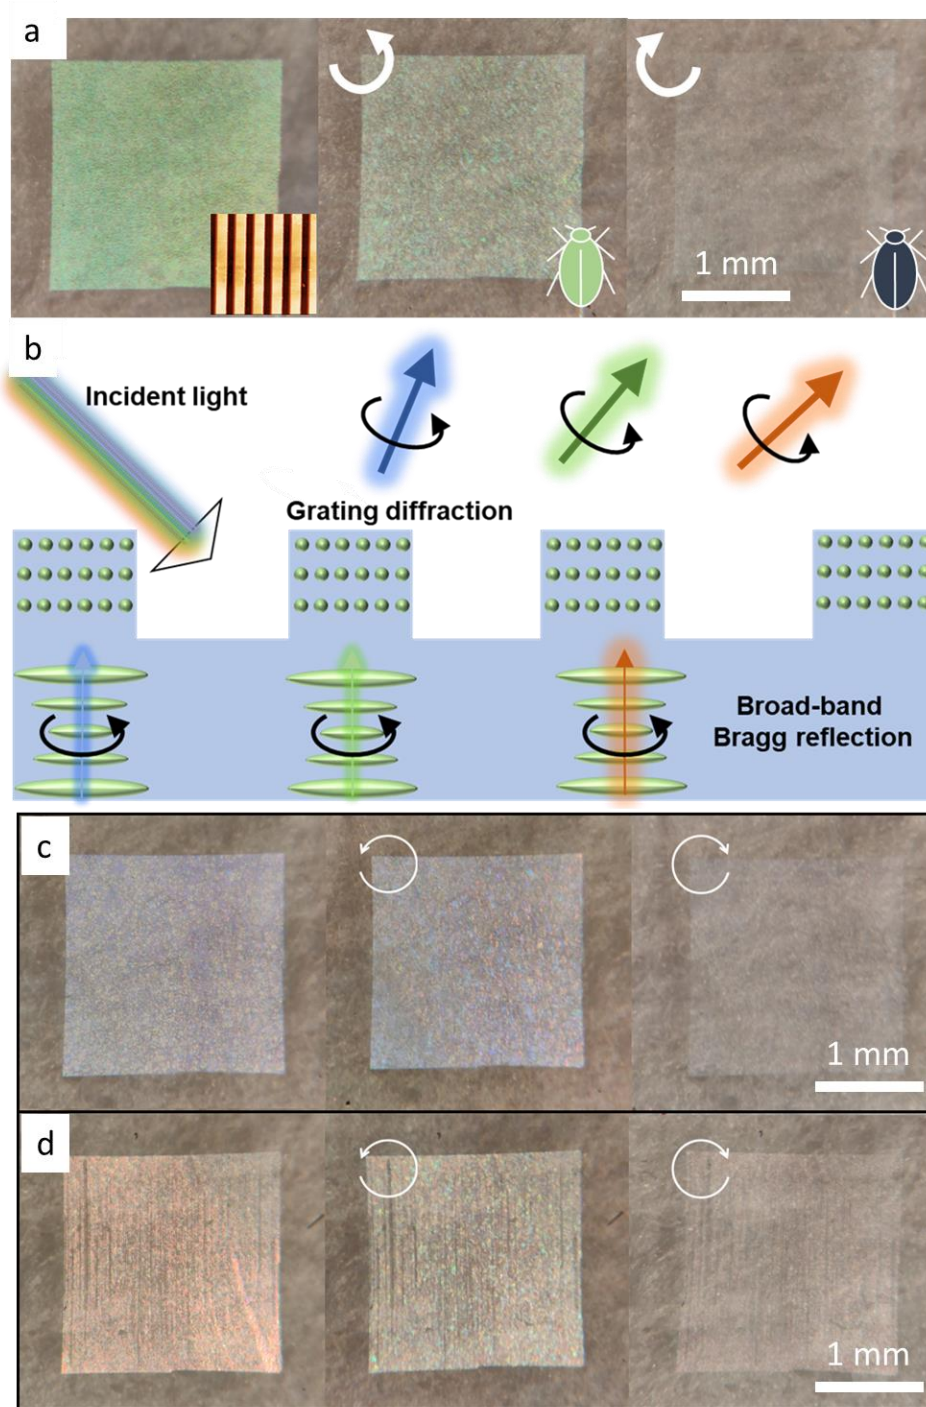 a
1 mm
b
Incident light
Grating diffraction
Broad-band
Bragg reflection
c
1 mm
d
1 mm